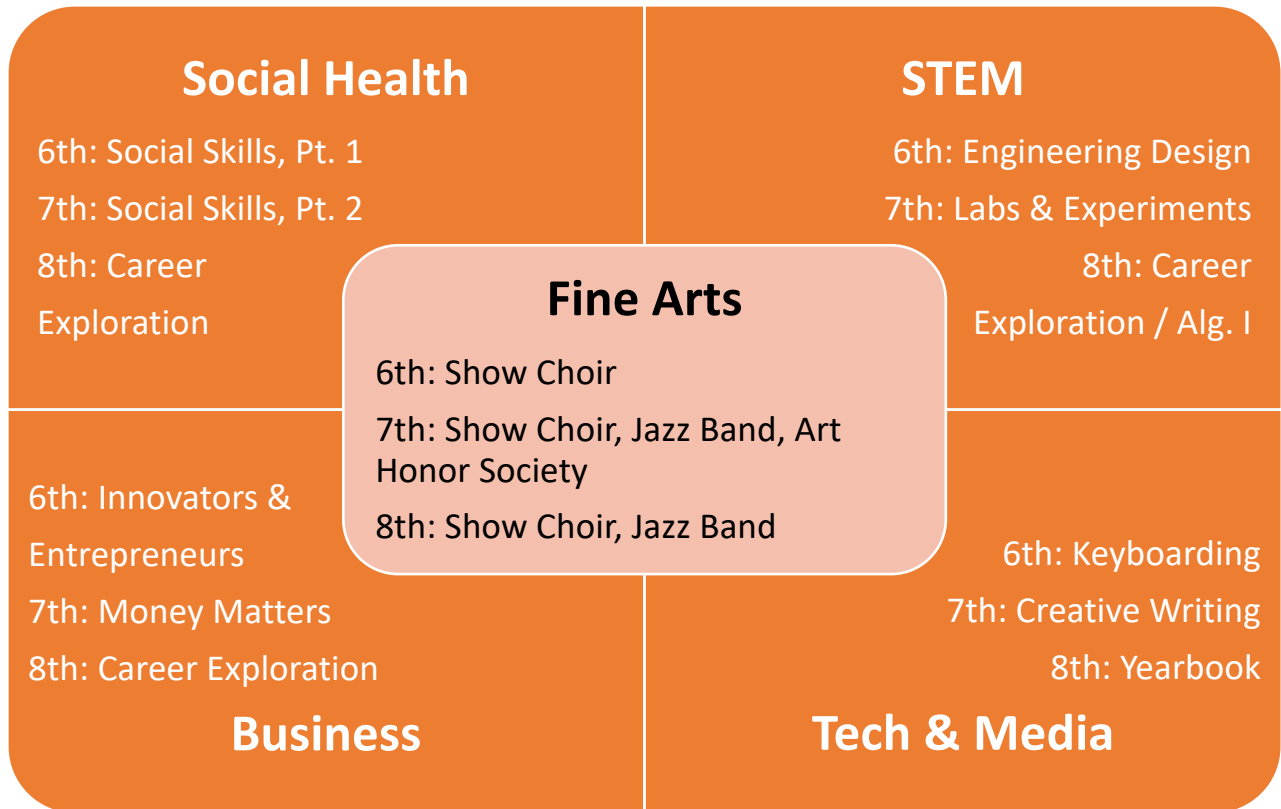 Social Health
6th: Social Skills, Pt. 1
7th: Social Skills, Pt. 2
8th: Career
Exploration
STEM
6th: Engineering Design
7th: Labs & Experiments
8th: Career
Exploration / Alg. I
Fine Arts
6th: Show Choir
7th: Show Choir, Jazz Band, Art
Honor Society
8th: Show Choir, Jazz Band
6th: Innovators &
Entrepreneurs
7th: Money Matters
8th: Career Exploration
Business
6th: Keyboarding
7th: Creative Writing
8th: Yearbook
Tech & Media